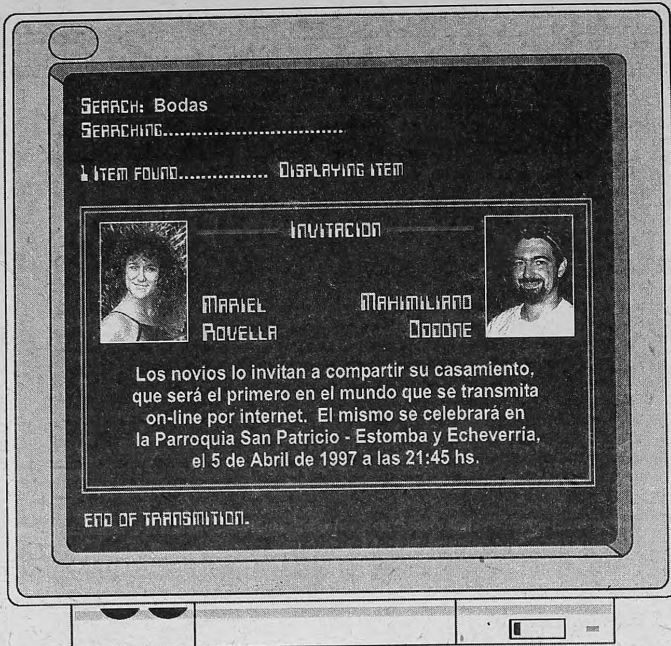 SEARCH: Bodas
SEARCHING................................
1 ITEM FOUND................ DISPLAYING ITEM
INVITACION
MARIEL
ROVELLA
MAHIMILIANO
ODDONE
Los novios lo invitan a compartir su casamiento,
que será el primero en el mundo que se transmita
on-line por internet. El mismo se celebrará en
la Parroquia San Patricio - Estomba y Echeverría,
el 5 de Abril de 1997 a las 21:45 hs.
END OF TRANSMITION.